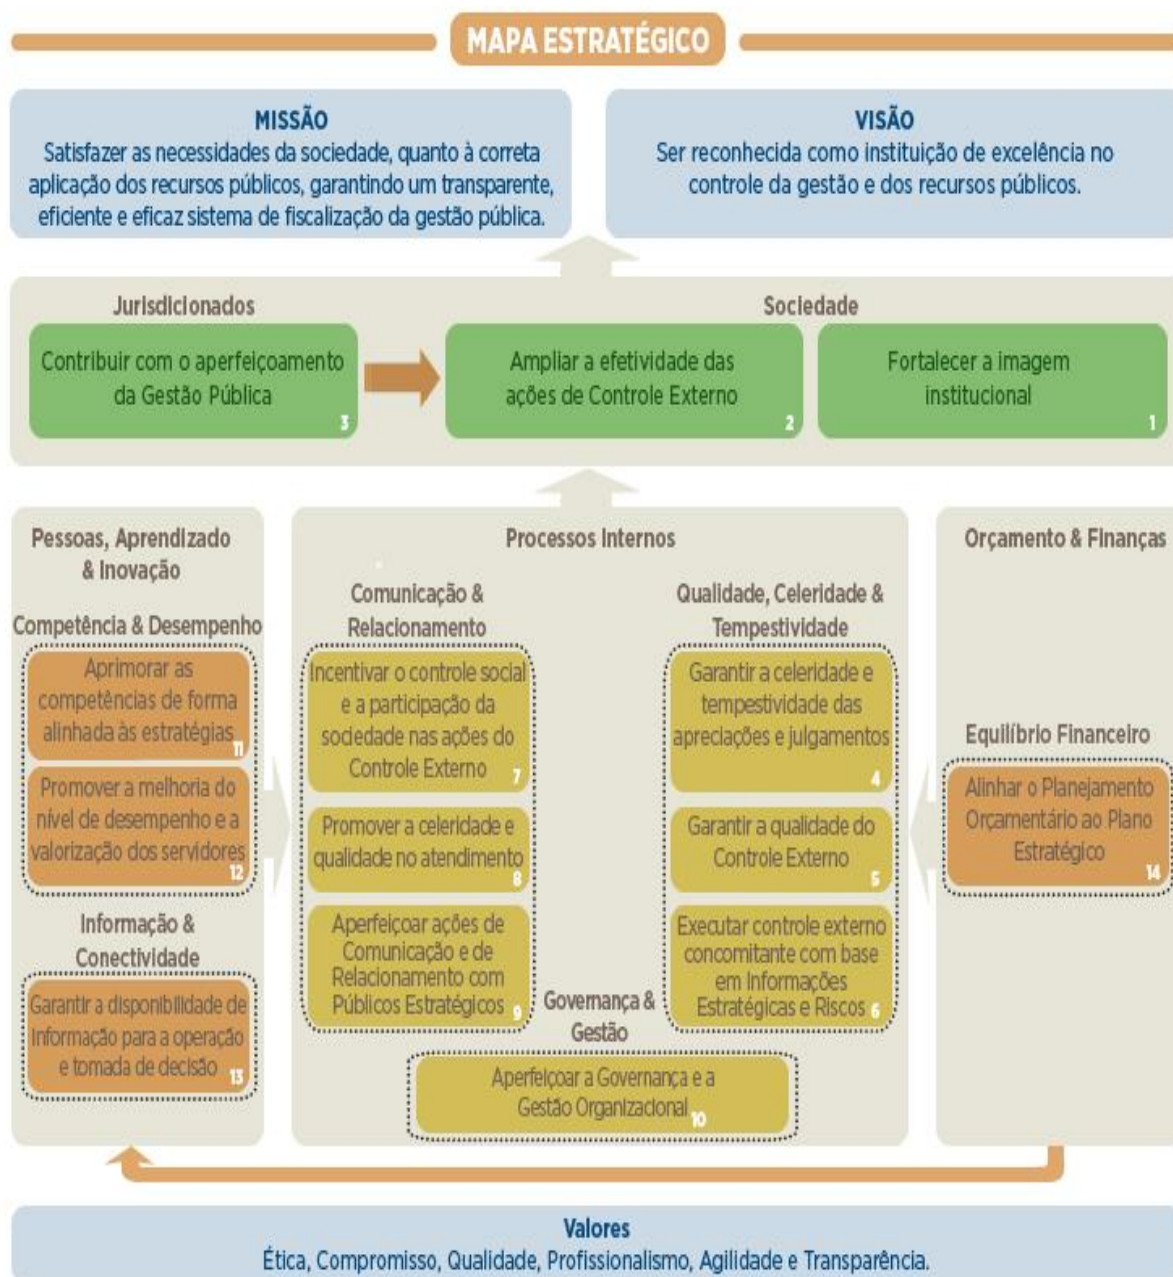 MAPA ESTRATÉGICO
MISSÃO
Satisfazer as necessidades da sociedade, quanto à correta
aplicação dos recursos públicos, garantindo um transparente,
eficiente e eficaz sistema de fiscalização da gestão pública.
VISÃO
Ser reconhecida como instituição de excelência no
controle da gestão e dos recursos públicos.
Jurisdicionados
Contribuir com o aperfeiçoamento
da Gestão Pública
3
Sociedade
Ampliar a efetividade das
ações de Controle Externo
2
Fortalecer a imagem
institucional
1
Pessoas, Aprendizado
& Inovação
Competência & Desempenho
Aprimorar as
competências de forma
alinhada às estratégias
11
Promover a melhoria do
nível de desempenho e a
valorização dos servidores
12
Informação &
Conectividade
Garantir a disponibilidade de
Informação para a operação
e tomada de decisão
13
Processos Internos
Comunicação &
Relacionamento
Incentivar o controle social
e a participação da
sociedade nas ações do
Controle Externo
7
Promover a celeridade e
qualidade no atendimento
8
Aperfeiçoar ações de
Comunicação e de
Relacionamento com
Públicos Estratégicos
9
Qualidade, Celeridade &
Tempestividade
Garantir a celeridade e
tempestividade das
apreciações e julgamentos
4
Garantir a qualidade do
Controle Externo
5
Executar controle externo
concomitante com base
em Informações
Estratégicas e Riscos
6
Governança &
Gestão
Aperfeiçoar a Governança e a
Gestão Organizacional
10
Orçamento & Finanças
Equilíbrio Financeiro
Alinhar o Planejamento
Orçamentário ao Plano
Estratégico
14
Valores
Ética, Compromisso, Qualidade, Profissionalismo, Agilidade e Transparência.